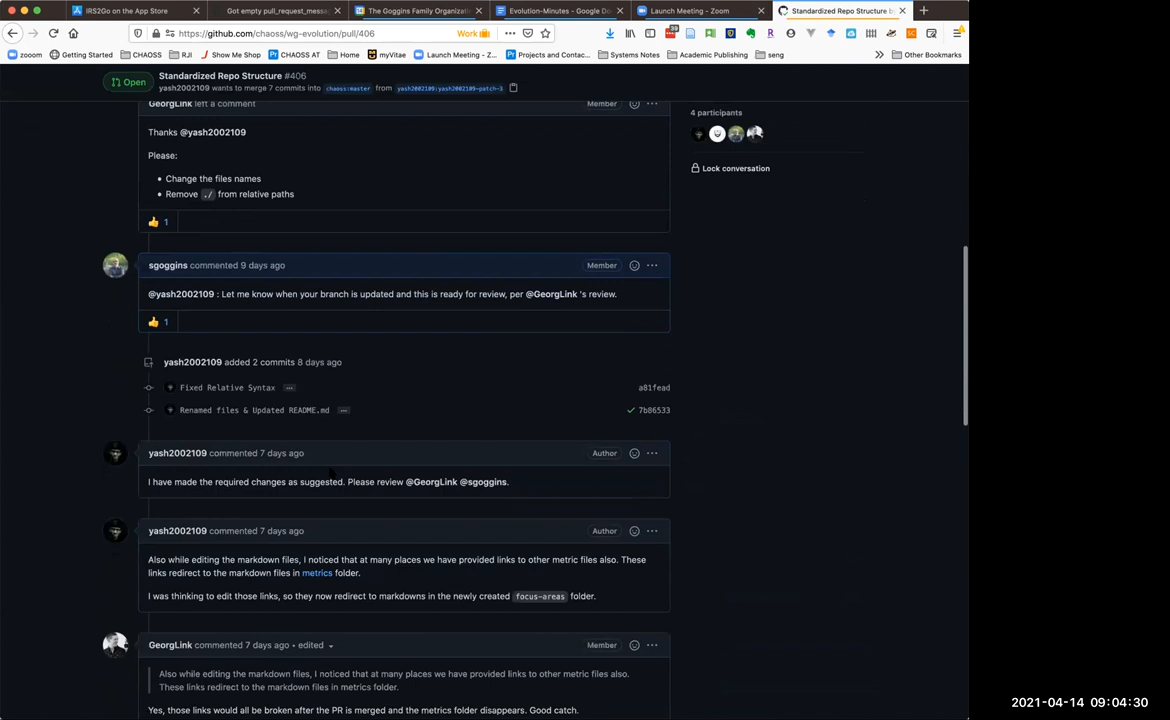 IRS2Go on the App Store
Got empty pull_request_messa
The Goggins Family Organizatio
Evolution-Minutes - Google Do
Launch Meeting - Zoom
Standardized Repo Structure b
https://github.com/chaoss/wg-evolution/pull/406
Work
zooom
Getting Started
CHAOSS
RJI
Show Me Shop
CHAOSS AT
Home
myVitae
Launch Meeting - Z...
Projects and Contac...
Systems Notes
Academic Publishing
seng
Other Bookmarks
Open
Standardized Repo Structure #406
yash2002109 wants to merge 7 commits into chaoss:master from yash2002109:yash2002109-patch-3
GeorgLink left a comment
Member
4 participants
Thanks @yash2002109
Please:
Lock conversation
• Change the files names
• Remove ./ from relative paths
1
sgoggins commented 9 days ago
Member
@yash2002109 : Let me know when your branch is updated and this is ready for review, per @GeorgLink 's review.
1
yash2002109 added 2 commits 8 days ago
Fixed Relative Syntax ...
a81fead
Renamed files & Updated README.md ...
7b86533
yash2002109 commented 7 days ago
Author
I have made the required changes as suggested. Please review @GeorgLink @sgoggins.
yash2002109 commented 7 days ago
Author
Also while editing the markdown files, I noticed that at many places we have provided links to other metric files also. These
links redirect to the markdown files in metrics folder.
I was thinking to edit those links, so they now redirect to markdowns in the newly created focus-areas folder.
GeorgLink commented 7 days ago • edited
Member
Also while editing the markdown files, I noticed that at many places we have provided links to other metric files also.
These links redirect to the markdown files in metrics folder.
Yes, those links would all be broken after the PR is merged and the metrics folder disappears. Good catch.
2021-04-14 09:04:30